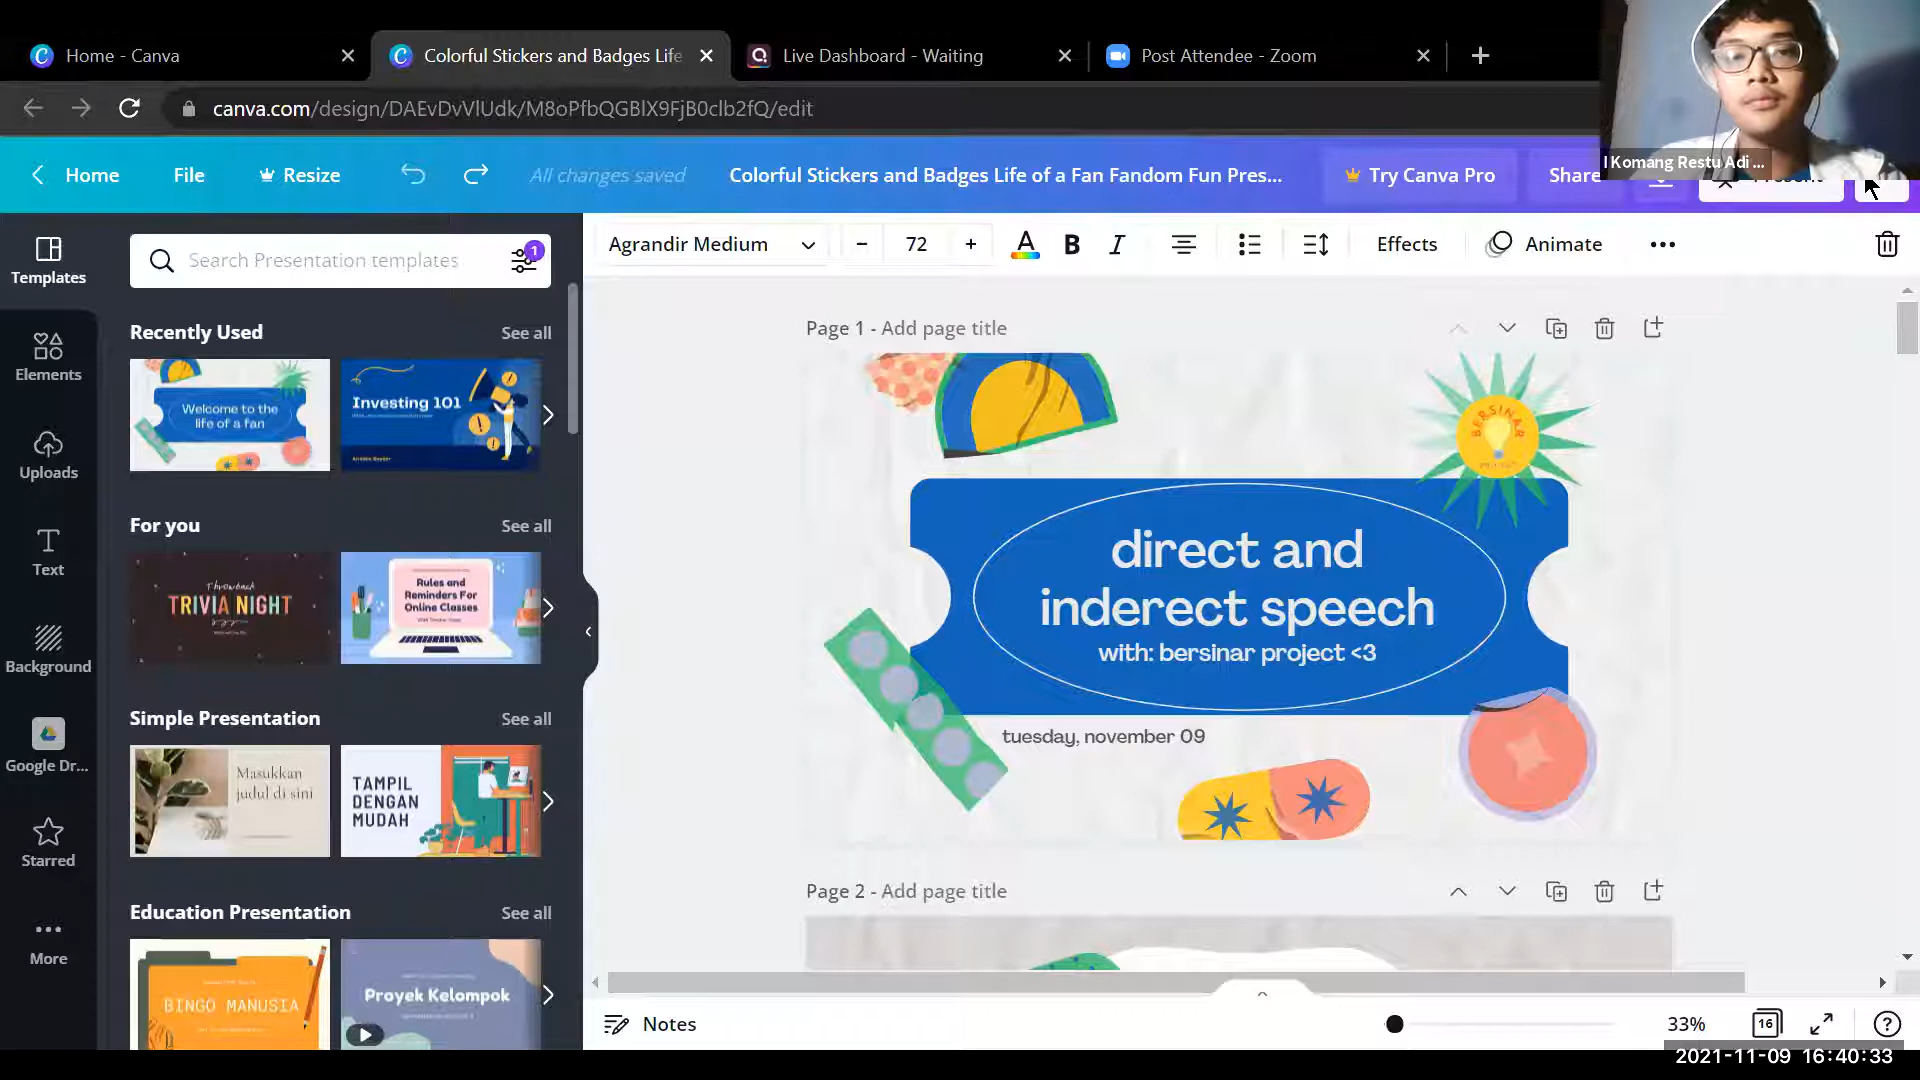 Home - Canva
Colorful Stickers and Badges Life
Live Dashboard - Waiting
Post Attendee - Zoom
canva.com/design/DAEvDvVlUdk/M8oPfbQGBlX9FjB0clb2fQ/edit
I Komang Restu Adi ...
Home
File
Resize
All changes saved
Colorful Stickers and Badges Life of a Fan Fandom Fun Pres...
Try Canva Pro
Share
Present
Templates
Elements
Uploads
Text
Background
Google Dr...
Starred
More
Search Presentation templates
1
Recently Used
See all
Welcome to the
life of a fan
Investing 101
For you
See all
Throwback
TRIVIA NIGHT
Rules and
Reminders For
Online Classes
Simple Presentation
See all
Masukkan
judul di sini
TAMPIL
DENGAN
MUDAH
Education Presentation
See all
BINGO MANUSIA
Proyek Kelompok
Agrandir Medium
72
A
B
I
Effects
Animate
Page 1 - Add page title
BERSINAR
direct and
inderect speech
with: bersinar project <3
tuesday, november 09
Page 2 - Add page title
Notes
33%
16
2021-11-09 16:40:33